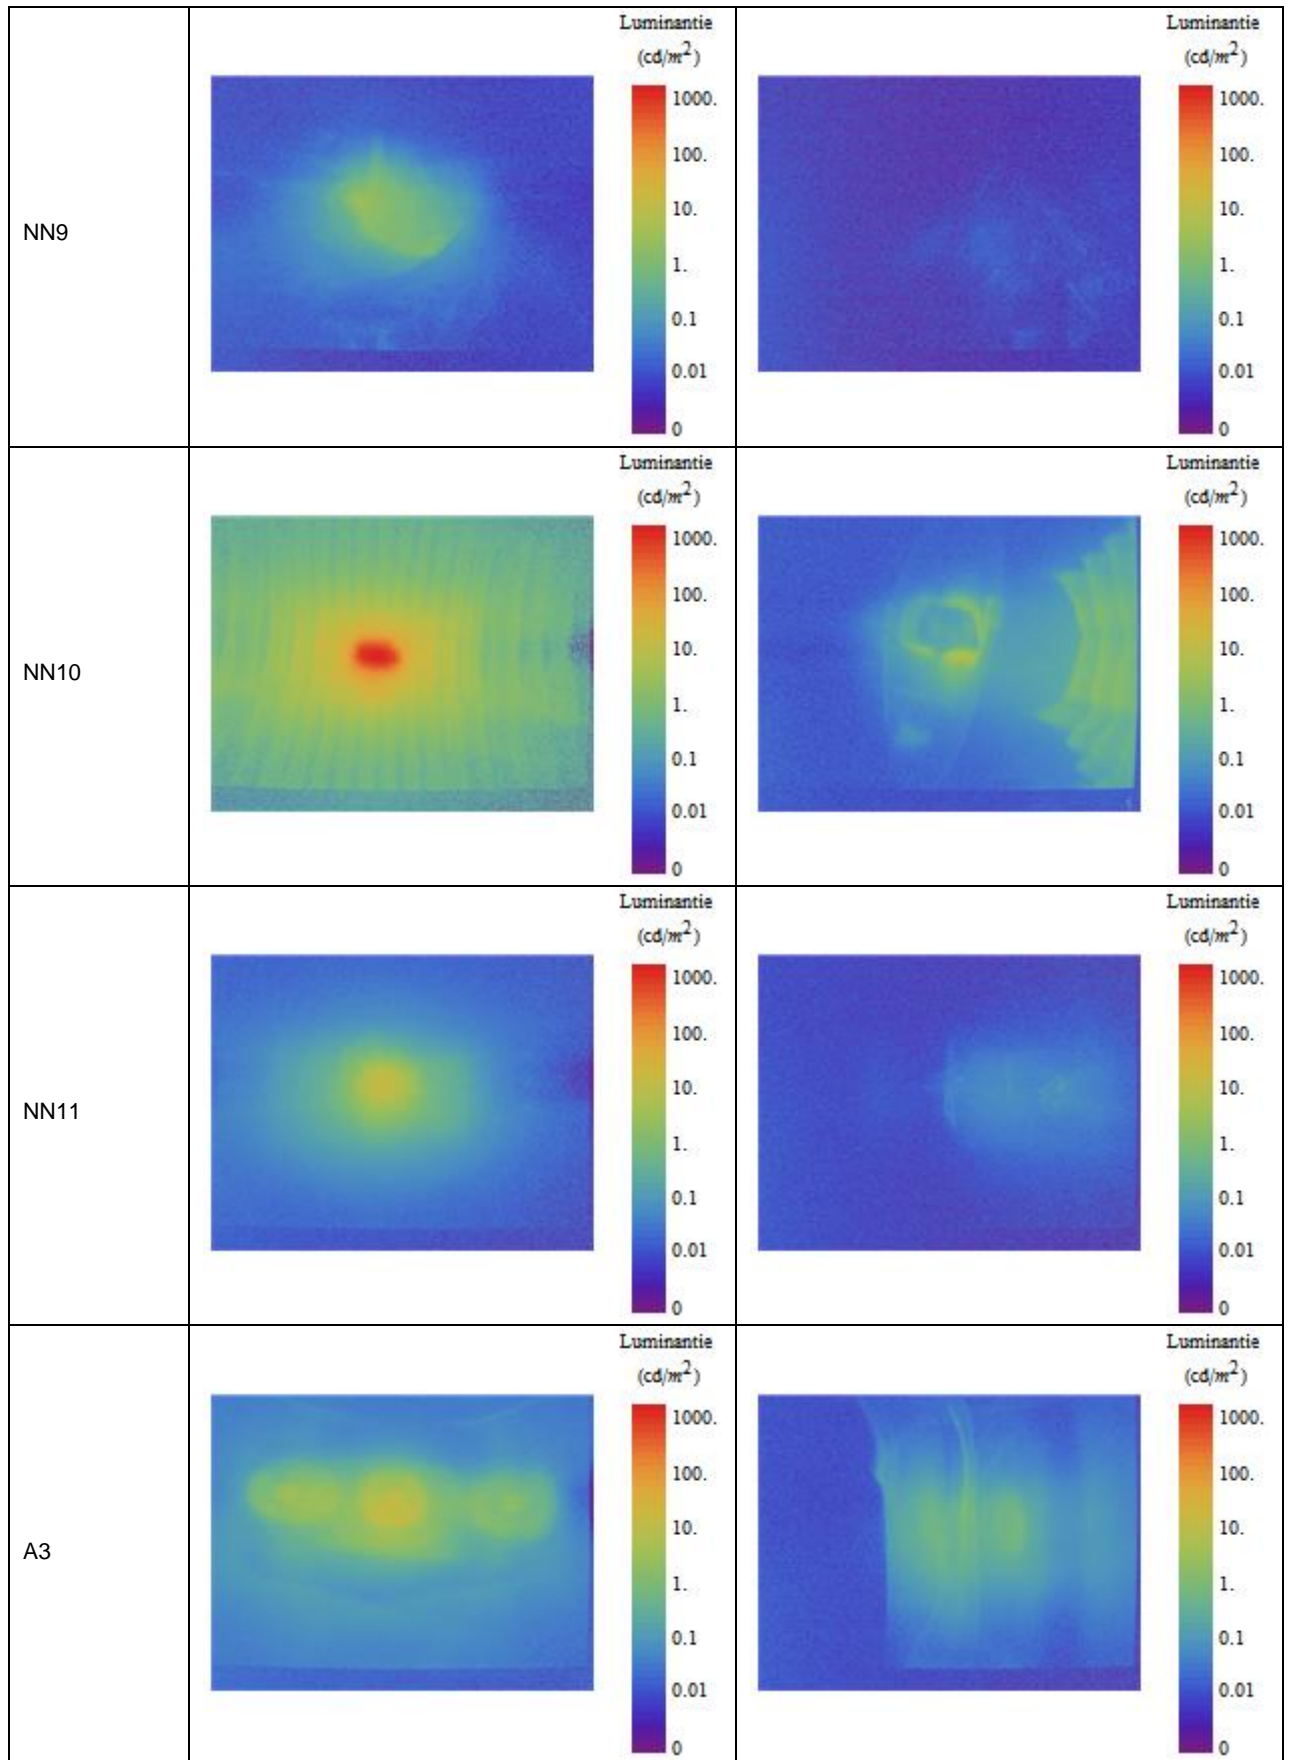 Luminantie
(cd/m²)
1000.
100.
10.
1.
0.1
0.01
0
Luminantie
(cd/m²)
1000.
100.
10.
1.
0.1
0.01
0
NN9
Luminantie
(cd/m²)
1000.
100.
10.
1.
0.1
0.01
0
Luminantie
(cd/m²)
1000.
100.
10.
1.
0.1
0.01
0
NN10
Luminantie
(cd/m²)
1000.
100.
10.
1.
0.1
0.01
0
Luminantie
(cd/m²)
1000.
100.
10.
1.
0.1
0.01
0
NN11
Luminantie
(cd/m²)
1000.
100.
10.
1.
0.1
0.01
0
Luminantie
(cd/m²)
1000.
100.
10.
1.
0.1
0.01
0
A3